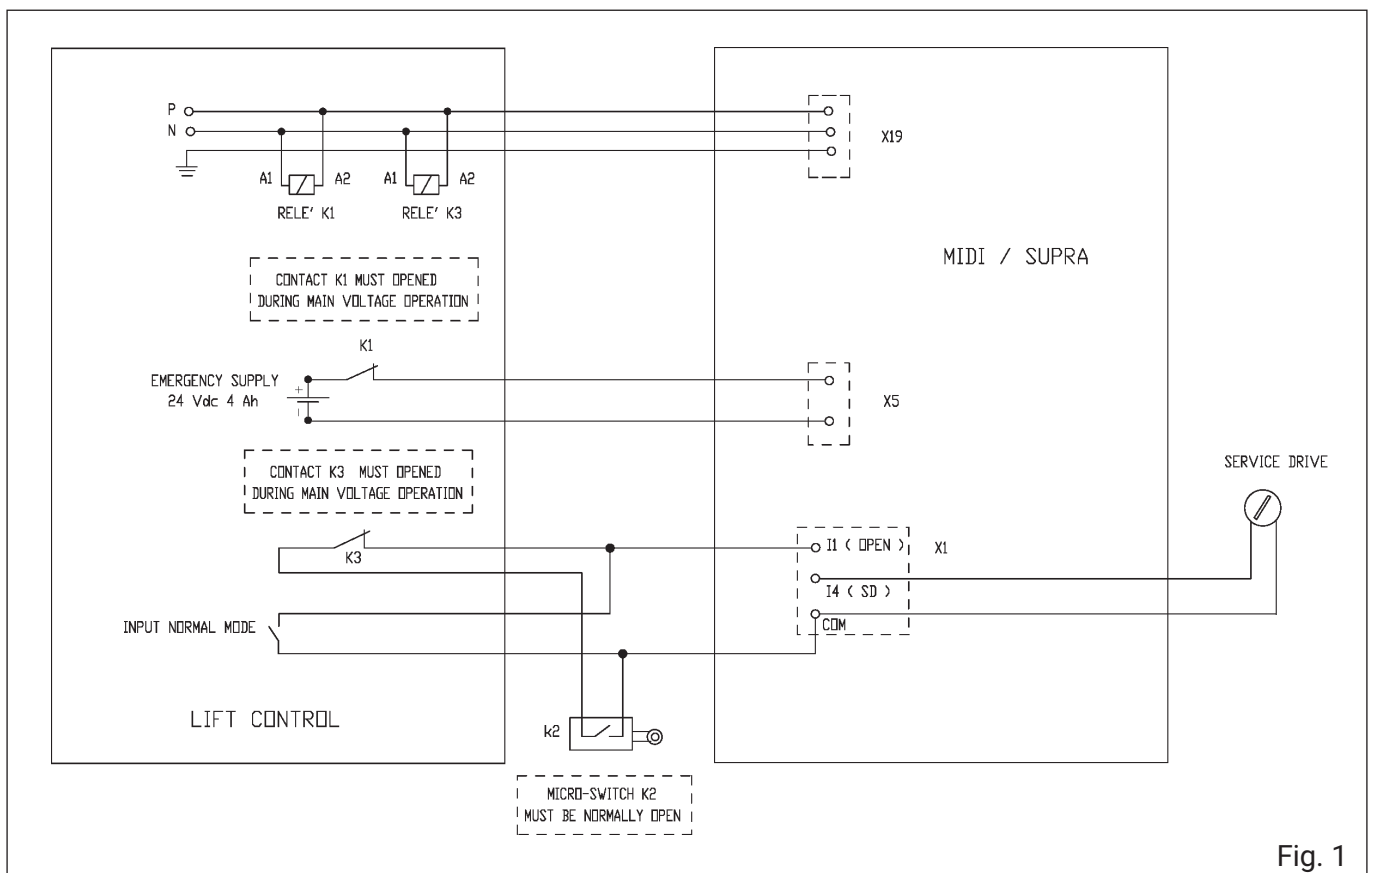 P
N
X19
A1 A2 A1 A2
RELE' K1 RELE' K3
MIDI / SUPRA
CONTACT K1 MUST OPENED
DURING MAIN VOLTAGE OPERATION
K1
EMERGENCY SUPPLY
24 Vdc 4 Ah
+
-
X5
CONTACT K3 MUST OPENED
DURING MAIN VOLTAGE OPERATION
SERVICE DRIVE
K3
I1 ( OPEN )
X1
I4 ( SD )
COM
INPUT NORMAL MODE
LIFT CONTROL
k2
MICRO-SWITCH K2
MUST BE NORMALLY OPEN
Fig. 1